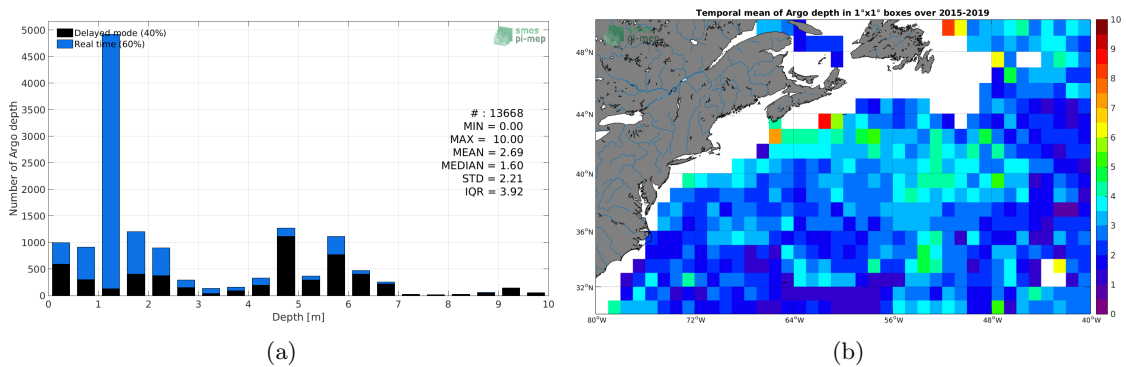 Delayed mode (40%)
Real time (60%)
smos
pi-mep
# : 13668
MIN = 0.00
MAX = 10.00
MEAN = 2.69
MEDIAN = 1.60
STD = 2.21
IQR = 3.92
Number of Argo depth
5000
4500
4000
3500
3000
2500
2000
1500
1000
500
0
0 1 2 3 4 5 6 7 8 9 10
Depth [m]
(a)
Temporal mean of Argo depth in 1°x1° boxes over 2015-2019
smos
pi-mep
48°N
44°N
40°N
36°N
32°N
80°W 72°W 64°W 56°W 48°W 40°W
10
9
8
7
6
5
4
3
2
1
0
(b)